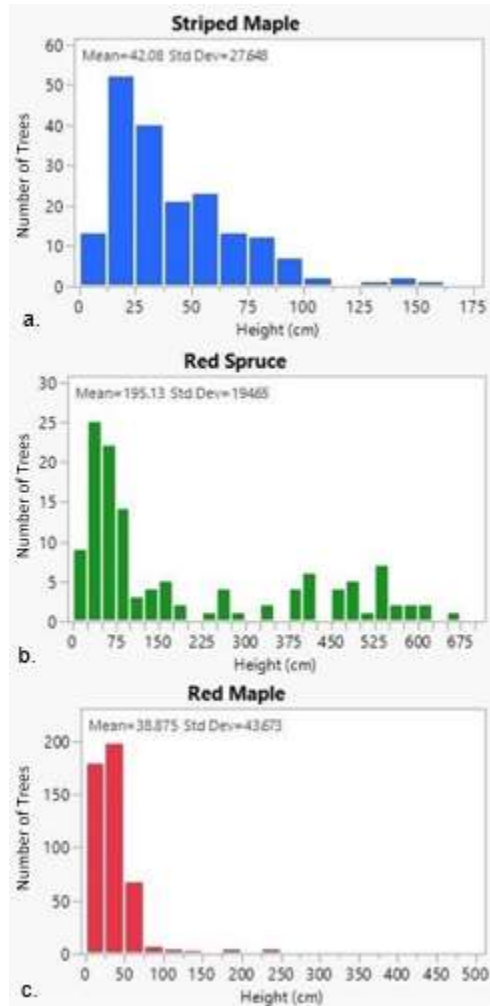 Striped Maple
Mean=42.08 Std Dev=27.648
Number of Trees
60
50
40
30
20
10
0
0 25 50 75 100 125 150 175
Height (cm)
a.
Red Spruce
Mean=195.13 Std Dev=194.65
Number of Trees
30
25
20
15
10
5
0
0 75 150 225 300 375 450 525 600 675
Height (cm)
b.
Red Maple
Mean=38.875 Std Dev=43.673
Number of Trees
200
150
100
50
0
0 50 100 150 200 250 300 350 400 450 500
Height (cm)
c.